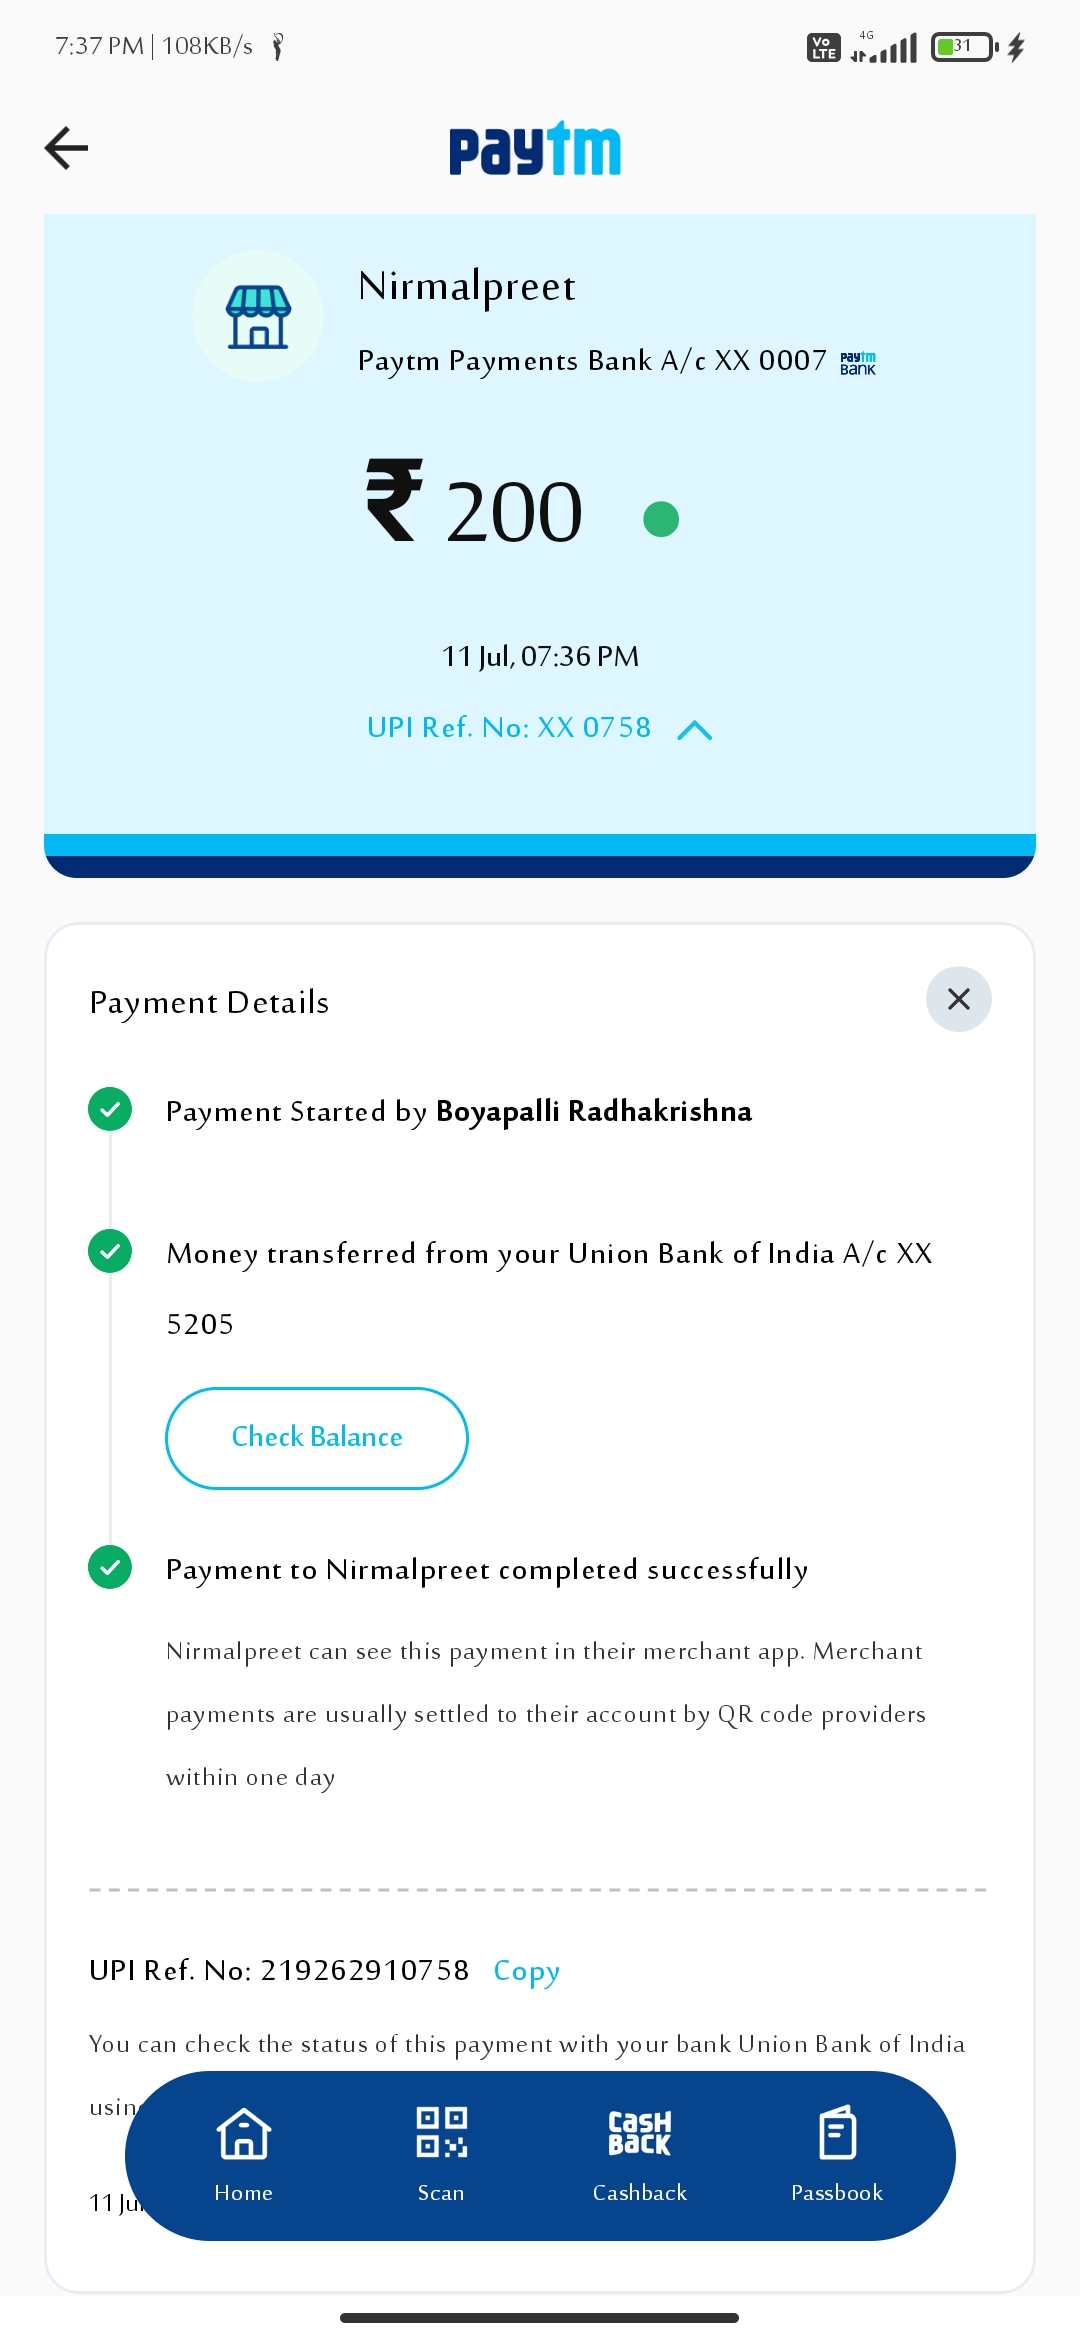 7:37 PM | 108KB/s
Vo LTE 4G 31
paytm
Nirmalpreet
Paytm Payments Bank A/c XX 0007 paytm BANK
₹ 200
11 Jul, 07:36 PM
UPI Ref. No: XX 0758
Payment Details
Payment Started by Boyapalli Radhakrishna
Money transferred from your Union Bank of India A/c XX
5205
Check Balance
Payment to Nirmalpreet completed successfully
Nirmalpreet can see this payment in their merchant app. Merchant
payments are usually settled to their account by QR code providers
within one day
UPI Ref. No: 219262910758 Copy
You can check the status of this payment with your bank Union Bank of India
CASH BACK
Home Scan Cashback Passbook
11